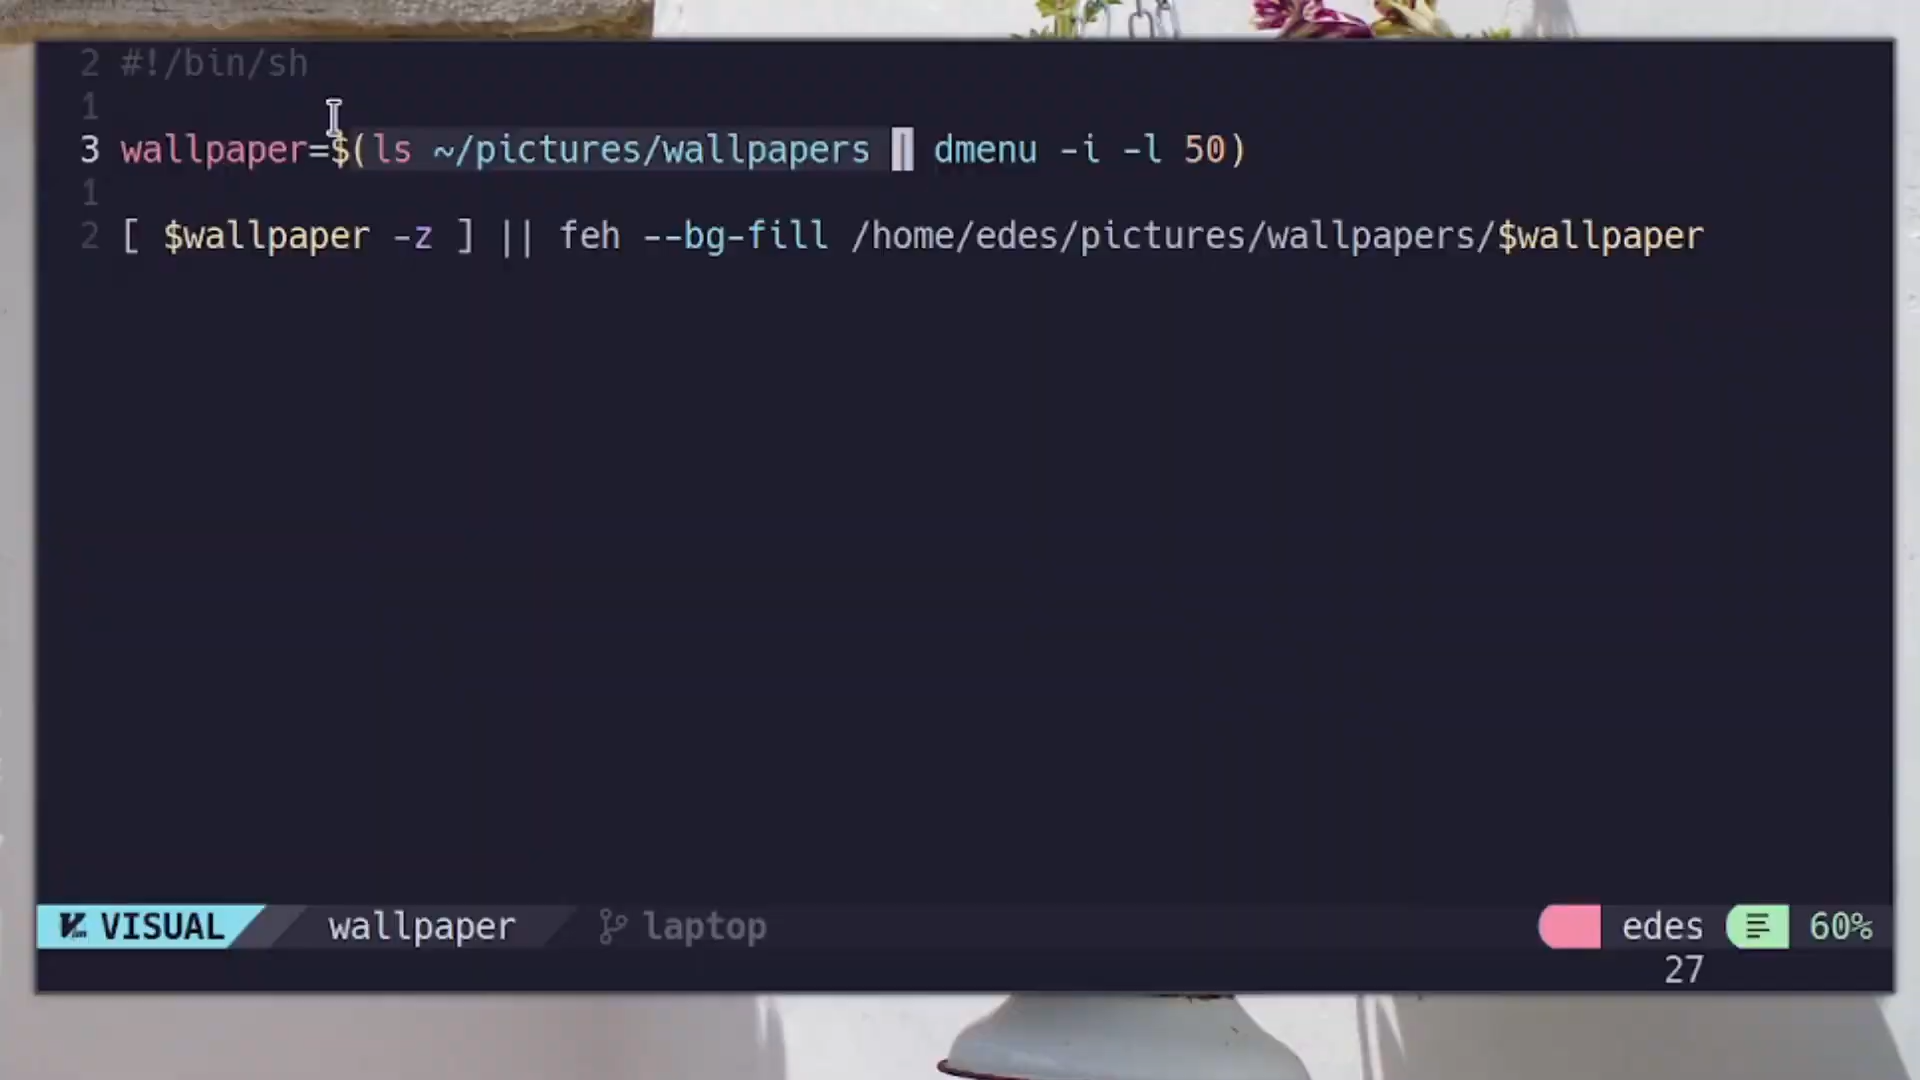 2 #!/bin/sh
1
3 wallpaper=$(ls ~/pictures/wallpapers | dmenu -i -l 50)
1
2 [ $wallpaper -z ] || feh --bg-fill /home/edes/pictures/wallpapers/$wallpaper
VISUAL wallpaper laptop edes 60%
27